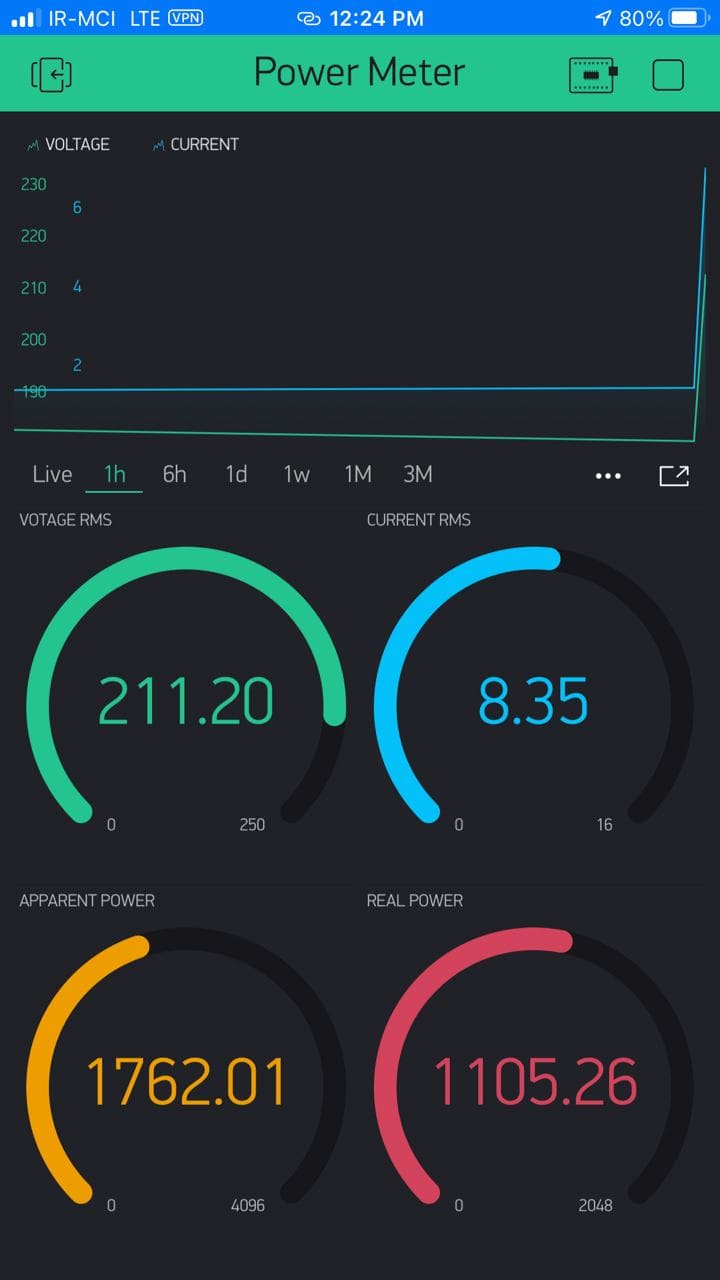 IR-MCI LTE VPN 12:24 PM 80%
Power Meter
VOLTAGE CURRENT
230
6
220
210 4
200
2
190
Live 1h 6h 1d 1w 1M 3M
VOTAGE RMS CURRENT RMS
211.20 8.35
0 250 0 16
APPARENT POWER REAL POWER
1762.01 1105.26
0 4096 0 2048